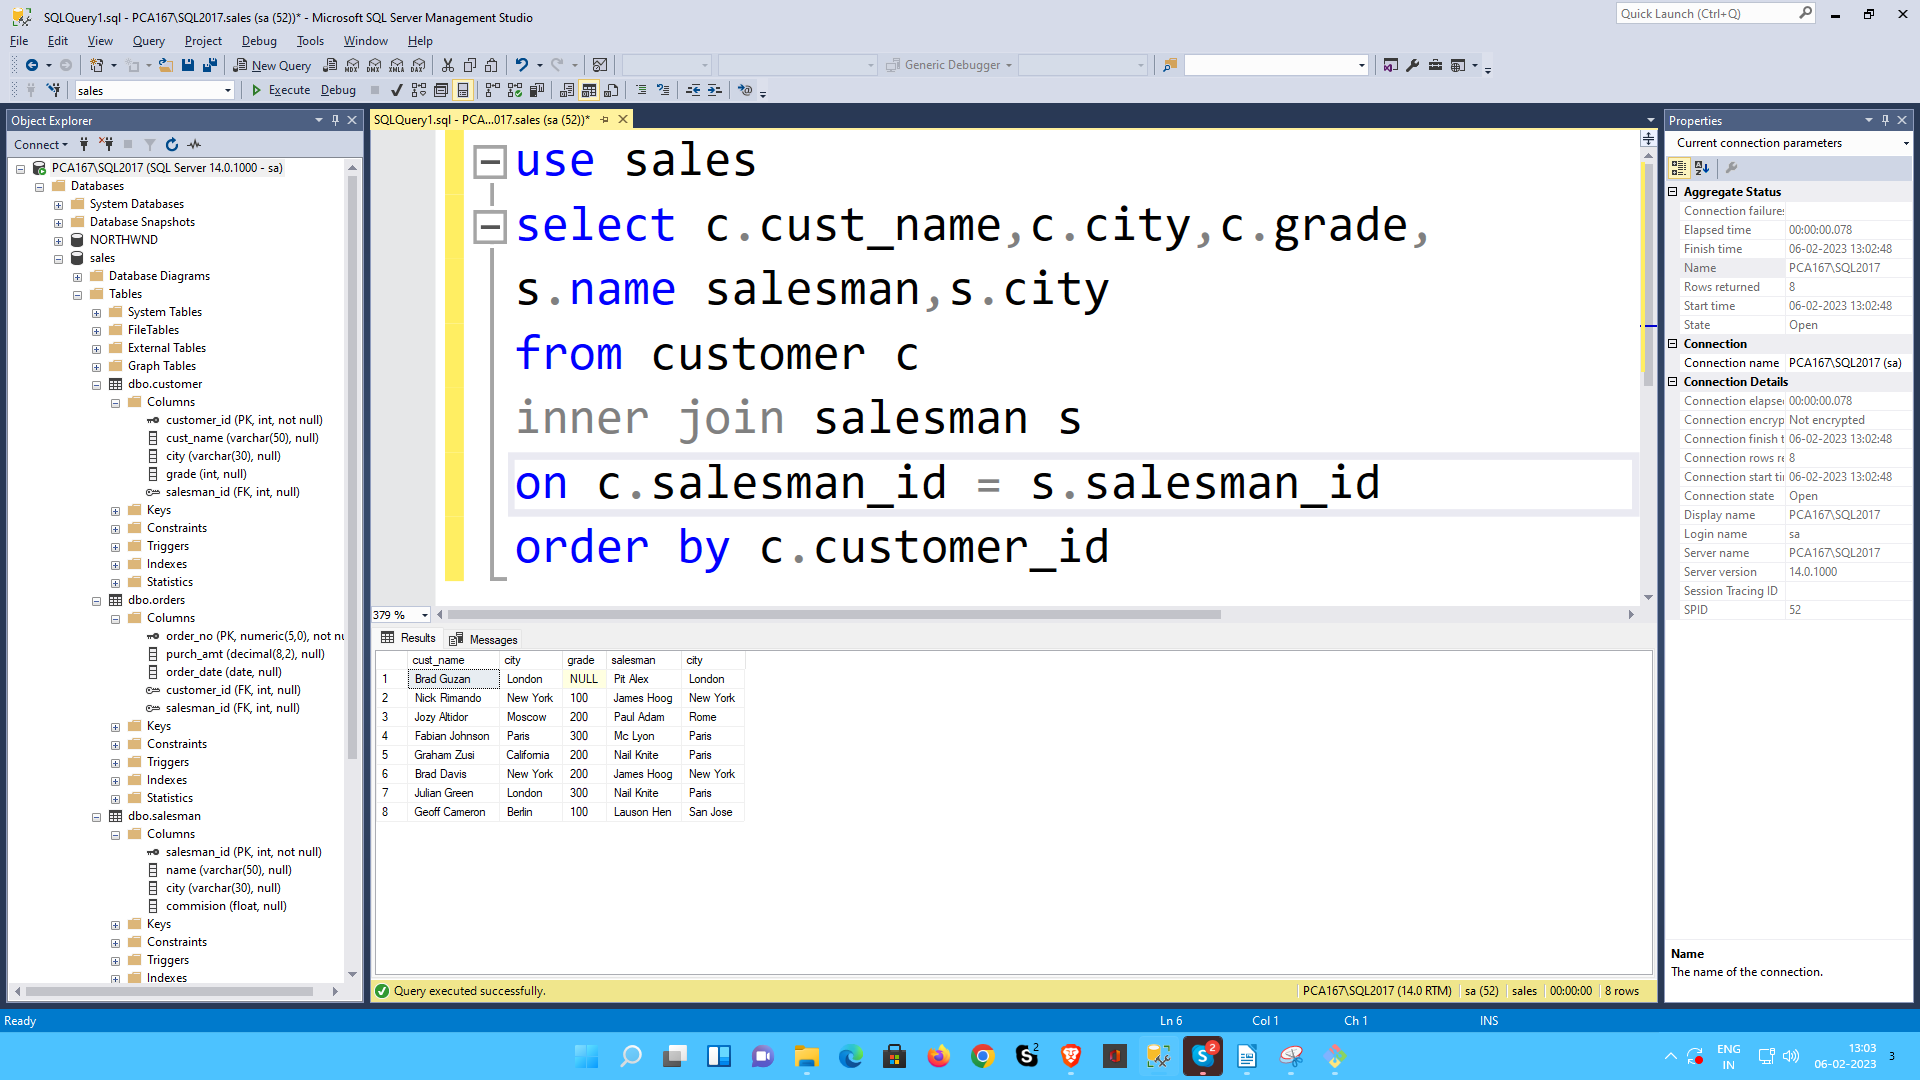 SQLQuery1.sql - PCA167\SQL2017.sales (sa (52))* - Microsoft SQL Server Management Studio
Quick Launch (Ctrl+Q)
File Edit View Query Project Debug Tools Window Help
New Query
MDX DMX XMLA DAX
Generic Debugger
sales
Execute Debug
Object Explorer
Connect
PCA167\SQL2017 (SQL Server 14.0.1000 - sa)
Databases
System Databases
Database Snapshots
NORTHWND
sales
Database Diagrams
Tables
System Tables
FileTables
External Tables
Graph Tables
dbo.customer
Columns
customer_id (PK, int, not null)
cust_name (varchar(50), null)
city (varchar(30), null)
grade (int, null)
salesman_id (FK, int, null)
Keys
Constraints
Triggers
Indexes
Statistics
dbo.orders
Columns
order_no (PK, numeric(5,0), not nu
purch_amt (decimal(8,2), null)
order_date (date, null)
customer_id (FK, int, null)
salesman_id (FK, int, null)
Keys
Constraints
Triggers
Indexes
Statistics
dbo.salesman
Columns
salesman_id (PK, int, not null)
name (varchar(50), null)
city (varchar(30), null)
commision (float, null)
Keys
Constraints
Triggers
Indexes
SQLQuery1.sql - PCA...017.sales (sa (52))*
use sales
select c.cust_name,c.city,c.grade,
s.name salesman,s.city
from customer c
inner join salesman s
on c.salesman_id = s.salesman_id
order by c.customer_id
379 %
Results Messages
cust_name city grade salesman city
1 Brad Guzan London NULL Pit Alex London
2 Nick Rimando New York 100 James Hoog New York
3 Jozy Altidor Moscow 200 Paul Adam Rome
4 Fabian Johnson Paris 300 Mc Lyon Paris
5 Graham Zusi California 200 Nail Knite Paris
6 Brad Davis New York 200 James Hoog New York
7 Julian Green London 300 Nail Knite Paris
8 Geoff Cameron Berlin 100 Lauson Hen San Jose
Query executed successfully.
PCA167\SQL2017 (14.0 RTM) sa (52) sales 00:00:00 8 rows
Properties
Current connection parameters
Aggregate Status
Connection failures
Elapsed time 00:00:00.078
Finish time 06-02-2023 13:02:48
Name PCA167\SQL2017
Rows returned 8
Start time 06-02-2023 13:02:48
State Open
Connection
Connection name PCA167\SQL2017 (sa)
Connection Details
Connection elapse 00:00:00.078
Connection encryp Not encrypted
Connection finish t 06-02-2023 13:02:48
Connection rows re 8
Connection start ti 06-02-2023 13:02:48
Connection state Open
Display name PCA167\SQL2017
Login name sa
Server name PCA167\SQL2017
Server version 14.0.1000
Session Tracing ID
SPID 52
Name
The name of the connection.
Ready
Ln 6 Col 1 Ch 1 INS
S 2
S 2
ENG
IN
13:03
06-02-2023
3